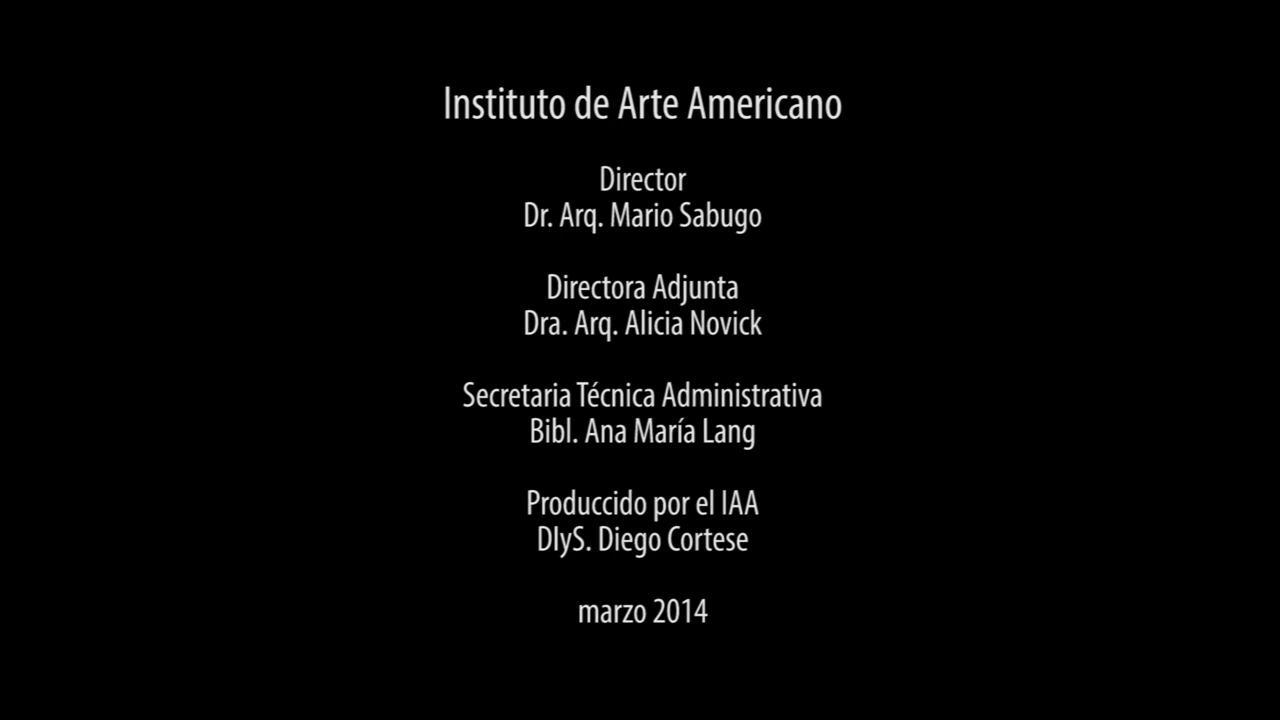 Instituto de Arte Americano
Director
Dr. Arq. Mario Sabugo
Directora Adjunta
Dra. Arq. Alicia Novick
Secretaria Técnica Administrativa
Bibl. Ana María Lang
Produccido por el IAA
DIyS. Diego Cortese
marzo 2014